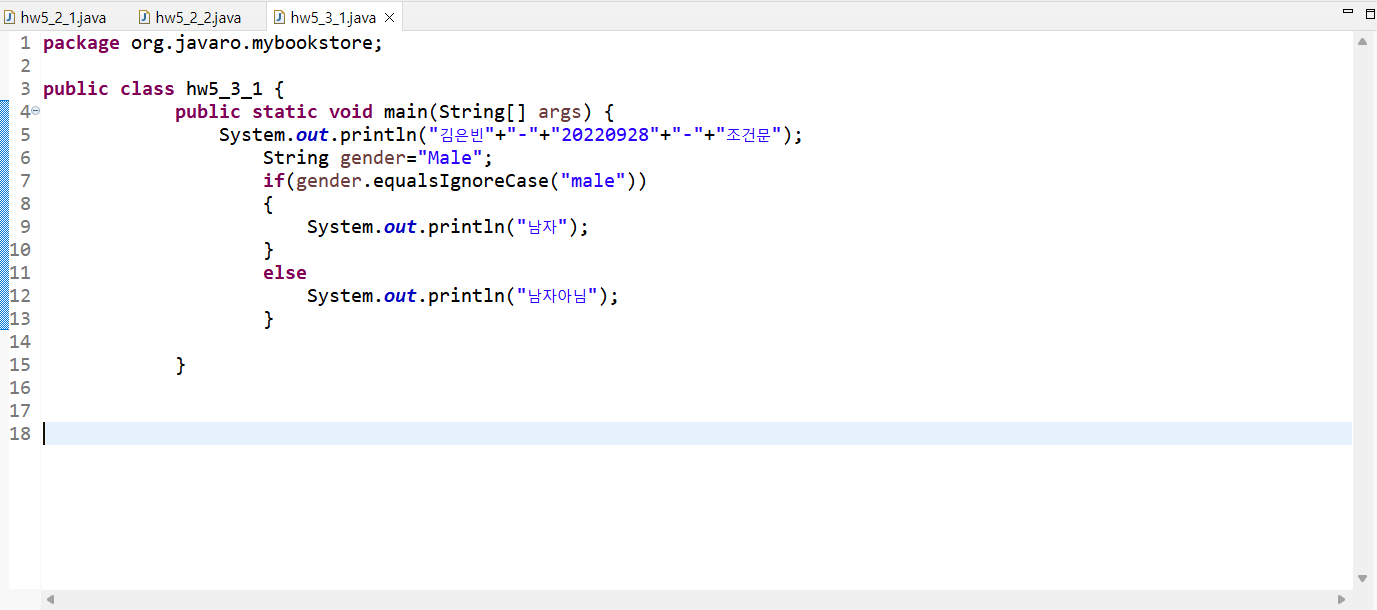 hw5_2_1.java hw5_2_2.java hw5_3_1.java
1 package org.javaro.mybookstore;
2
3 public class hw5_3_1 {
4 public static void main(String[] args) {
5 System.out.println("김은빈"+"-"+"20220928"+"-"+"조건문");
6 String gender="Male";
7 if(gender.equalsIgnoreCase("male"))
8 {
9 System.out.println("남자");
10 }
11 else
12 System.out.println("남자아님");
13 }
14
15 }
16
17
18